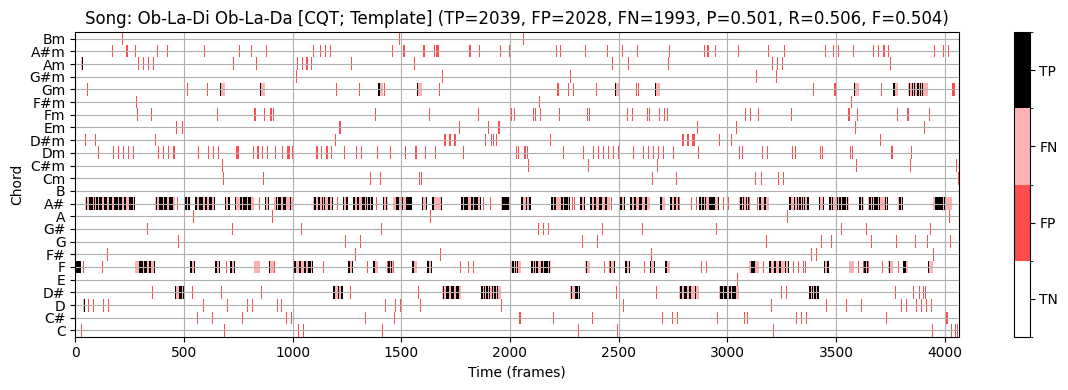 Song: Ob-La-Di Ob-La-Da [CQT; Template] (TP=2039, FP=2028, FN=1993, P=0.501, R=0.506, F=0.504)
Chord
Bm
A#m
Am
G#m
Gm
F#m
Fm
Em
D#m
Dm
C#m
Cm
B
A#
A
G#
G
F#
F
E
D#
D
C#
C
0 500 1000 1500 2000 2500 3000 3500 4000
Time (frames)
TP
FN
FP
TN